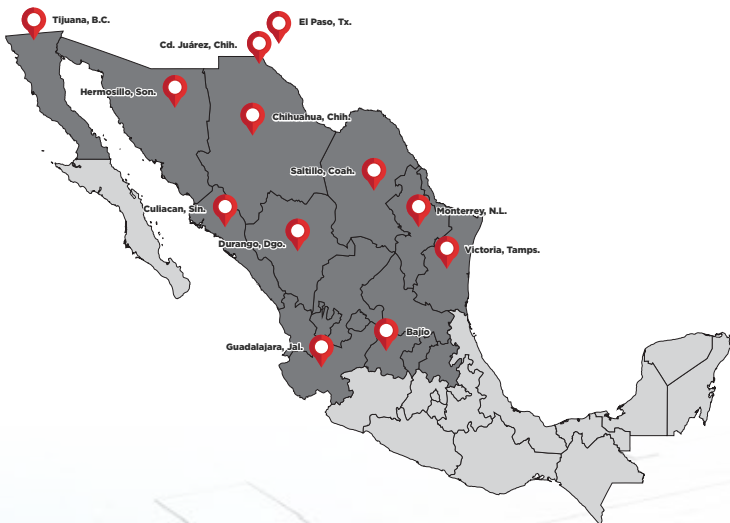 Tijuana, B.C.
El Paso, Tx.
Cd. Juárez, Chih.
Hermosillo, Son.
Chihuahua, Chih.
Saltillo, Coah.
Culiacan, Sin.
Monterrey, N.L.
Durango, Dgo.
Victoria, Tamps.
Bajío
Guadalajara, Jal.